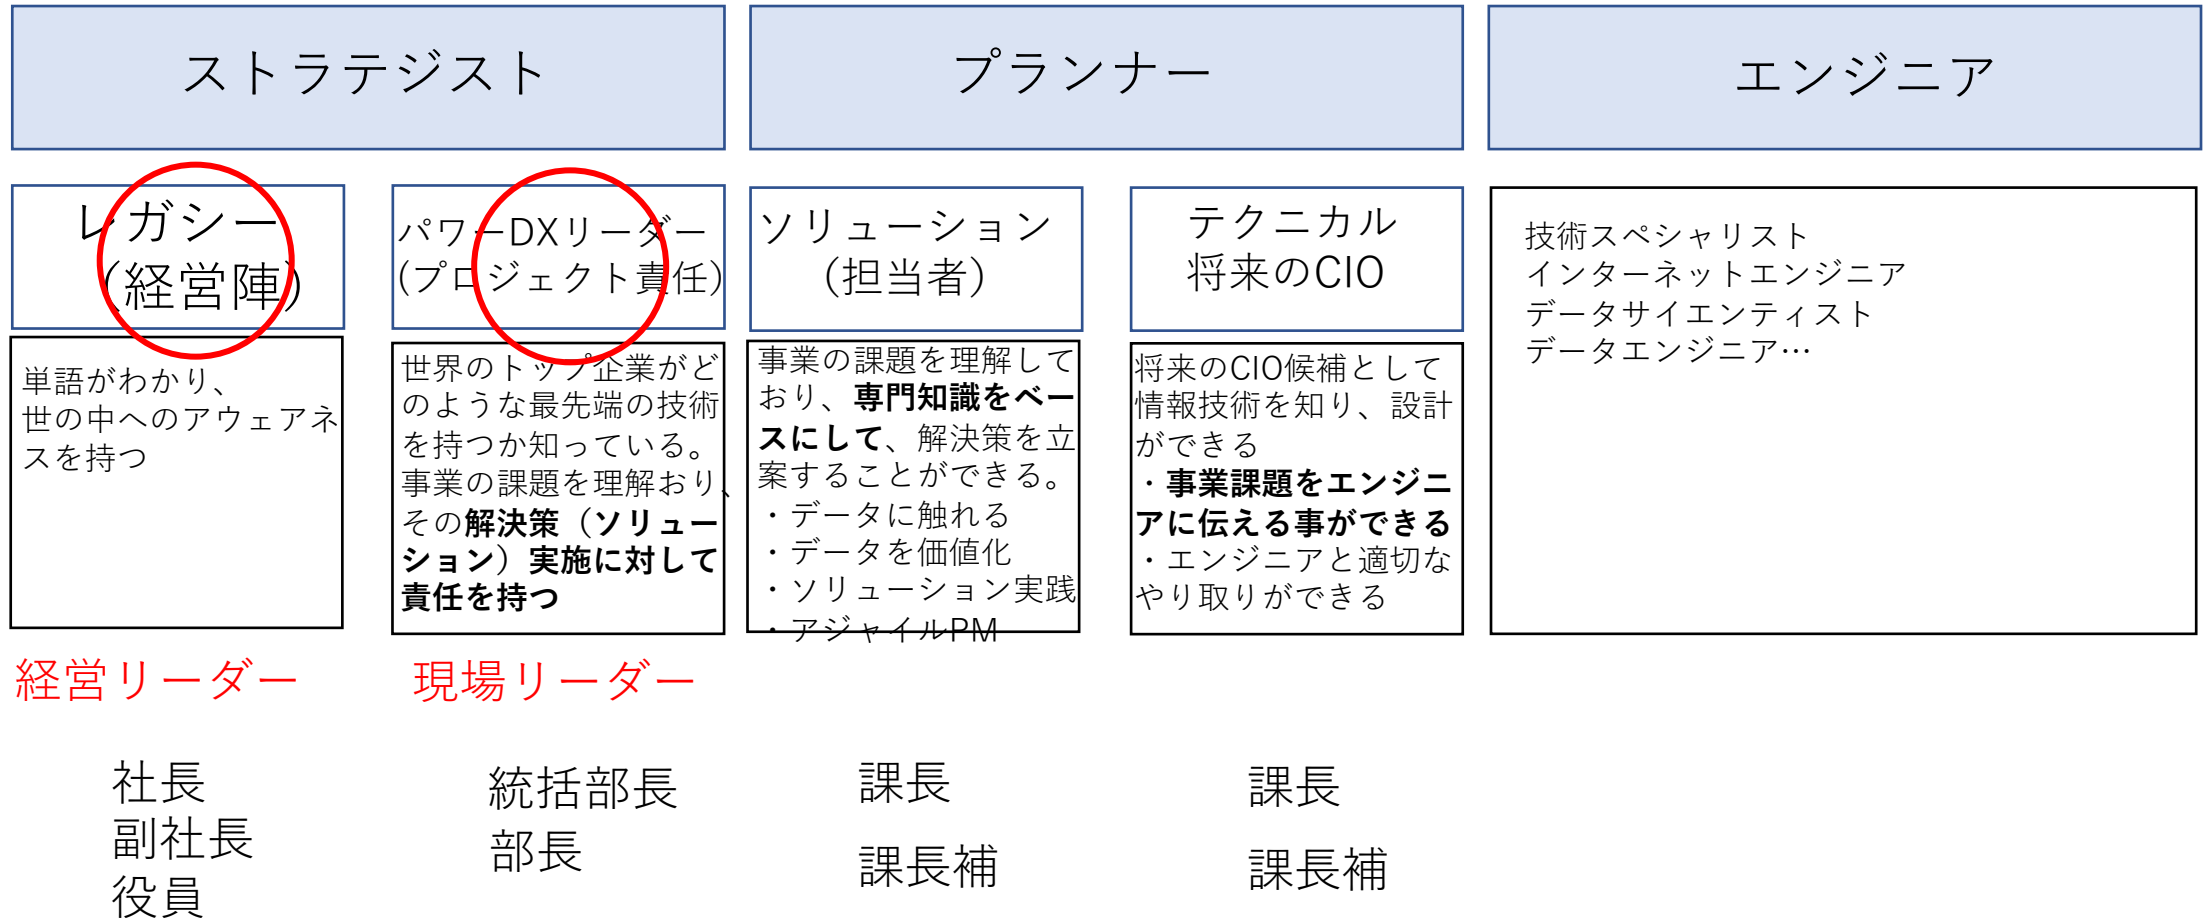 ストラテジスト
プランナー
エンジニア
レガシー
（経営陣）
パワーDXリーダー
(プロジェクト責任)
ソリューション
（担当者）
テクニカル
将来のCIO
単語がわかり、
世の中へのアウェアネ
スを持つ
世界のトップ企業がど
のような最先端の技術
を持つか知っている。
事業の課題を理解おり、
その解決策（ソリュー
ション）実施に対して
責任を持つ
事業の課題を理解して
おり、専門知識をベー
スにして、解決策を立
案することができる。
・データに触れる
・データを価値化
・ソリューション実践
・アジャイルPM
将来のCIO候補として
情報技術を知り、設計
ができる
・事業課題をエンジニ
アに伝える事ができる
・エンジニアと適切な
やり取りができる
技術スペシャリスト
インターネットエンジニア
データサイエンティスト
データエンジニア…
経営リーダー
現場リーダー
社長
副社長
役員
統括部長
部長
課長
課長補
課長
課長補